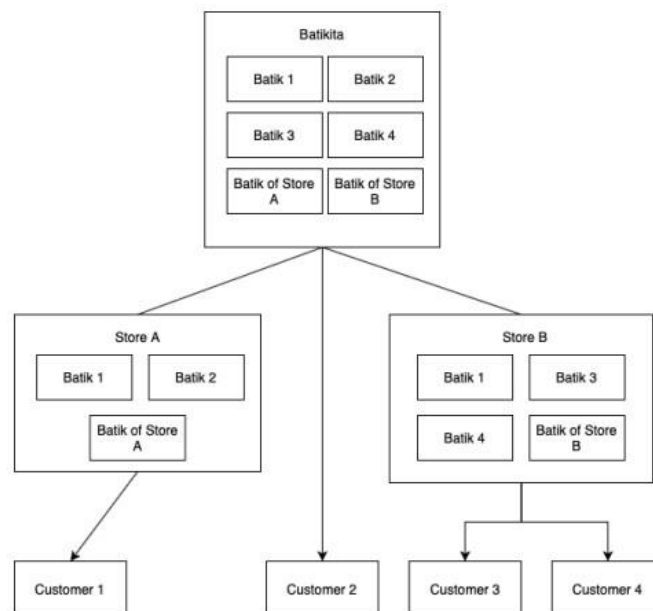 Batikita
Batik 1
Batik 2
Batik 3
Batik 4
Batik of Store
A
Batik of Store
B
Store A
Batik 1
Batik 2
Batik of Store
A
Store B
Batik 1
Batik 3
Batik 4
Batik of Store
B
Customer 1
Customer 2
Customer 3
Customer 4